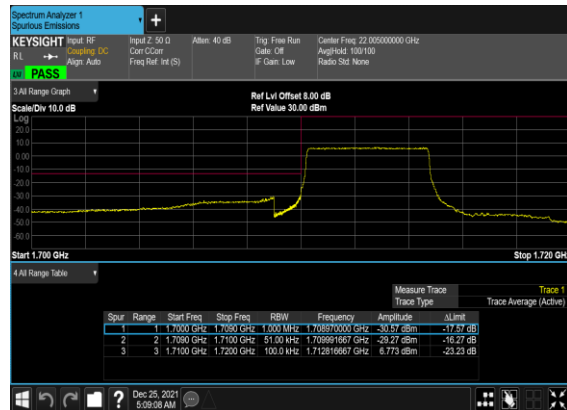 Spectrum Analyzer 1
Spurious Emissions
+
KEYSIGHT Input: RF Input Z: 50 Ω Atten: 40 dB Trig: Free Run Center Freq: 22.005000000 GHz
RL Coupling: DC Corr CCorr Gate: Off Avg|Hold: 100/100
Align: Auto Freq Ref: Int (S) IF Gain: Low Radio Std: None
LW PASS
3 All Range Graph
Ref Lvl Offset 8.00 dB
Scale/Div 10.0 dB Ref Value 30.00 dBm
Log
20.0
10.0
0.00
-10.0
-20.0
-30.0
-40.0
-50.0
-60.0
Start 1.700 GHz Stop 1.720 GH
4 All Range Table
Measure Trace Trace 1
Trace Type Trace Average (Active)
Spur Range Start Freq Stop Freq RBW Frequency Amplitude ΔLimit
1 1 1.7000 GHz 1.7090 GHz 1.000 MHz 1.708970000 GHz -30.57 dBm -17.57 dB
2 2 1.7090 GHz 1.7100 GHz 51.00 kHz 1.709991667 GHz -29.27 dBm -16.27 dB
3 3 1.7100 GHz 1.7200 GHz 100.0 kHz 1.712816667 GHz 6.773 dBm -23.23 dB
?
Dec 25, 2021
5:09:08 AM